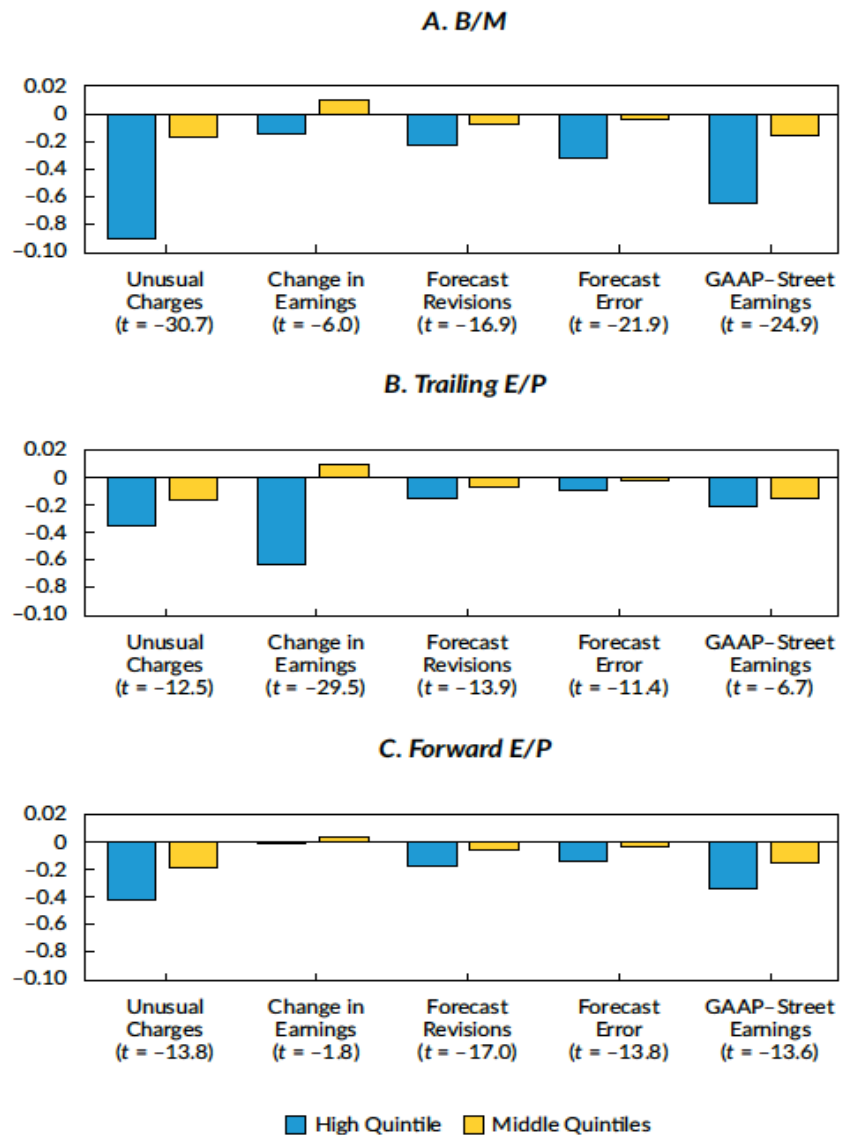 A. B/M
0.02
0
−0.2
−0.4
−0.6
−0.8
−0.10
Unusual Charges (t = −30.7)
Change in Earnings (t = −6.0)
Forecast Revisions (t = −16.9)
Forecast Error (t = −21.9)
GAAP–Street Earnings (t = −24.9)
B. Trailing E/P
0.02
0
−0.2
−0.4
−0.6
−0.8
−0.10
Unusual Charges (t = −12.5)
Change in Earnings (t = −29.5)
Forecast Revisions (t = −13.9)
Forecast Error (t = −11.4)
GAAP–Street Earnings (t = −6.7)
C. Forward E/P
0.02
0
−0.2
−0.4
−0.6
−0.8
−0.10
Unusual Charges (t = −13.8)
Change in Earnings (t = −1.8)
Forecast Revisions (t = −17.0)
Forecast Error (t = −13.8)
GAAP–Street Earnings (t = −13.6)
High Quintile Middle Quintiles